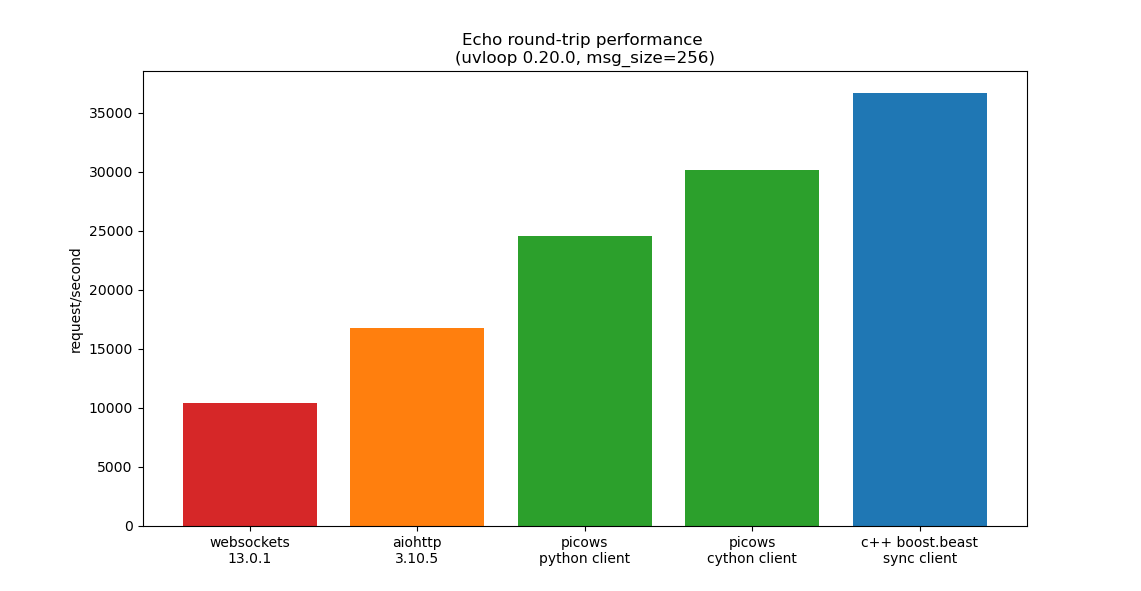 Echo round-trip performance
(uvloop 0.20.0, msg_size=256)
request/second
35000
30000
25000
20000
15000
10000
5000
0
websockets
13.0.1
aiohttp
3.10.5
picows
python client
picows
cython client
c++ boost.beast
sync client